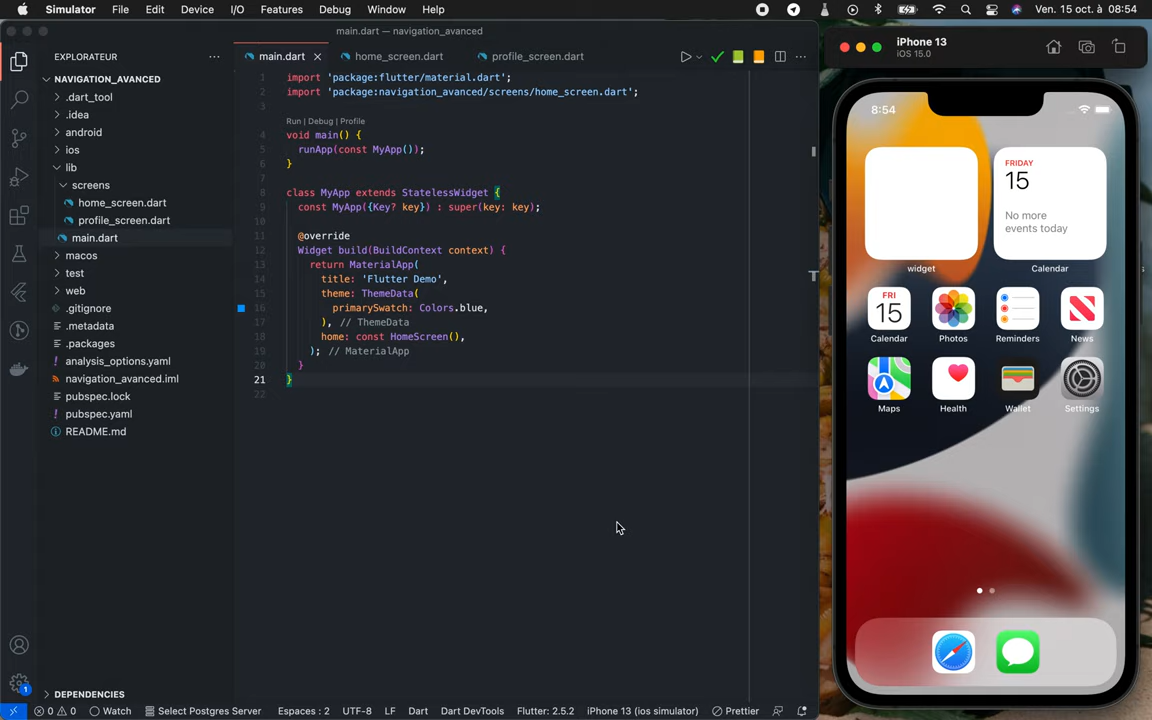 Simulator File Edit Device I/O Features Debug Window Help
Ven. 15 oct. à 08:54
main.dart — navigation_avanced
EXPLORATEUR
NAVIGATION_AVANCED
.dart_tool
.idea
android
ios
lib
screens
home_screen.dart
profile_screen.dart
main.dart
macos
test
web
.gitignore
.metadata
.packages
analysis_options.yaml
navigation_avanced.iml
pubspec.lock
pubspec.yaml
README.md
DEPENDENCIES
1
main.dart home_screen.dart profile_screen.dart
1 import 'package:flutter/material.dart';
2 import 'package:navigation_avanced/screens/home_screen.dart';
3
Run | Debug | Profile
4 void main() {
5 runApp(const MyApp());
6 }
7
8 class MyApp extends StatelessWidget {
9 const MyApp({Key? key}) : super(key: key);
10
11 @override
12 Widget build(BuildContext context) {
13 return MaterialApp(
14 title: 'Flutter Demo',
15 theme: ThemeData(
16 primarySwatch: Colors.blue,
17 ), // ThemeData
18 home: const HomeScreen(),
19 ); // MaterialApp
20 }
21 }
22
0 0 Watch Select Postgres Server Espaces : 2 UTF-8 LF Dart Dart DevTools Flutter: 2.5.2 iPhone 13 (ios simulator) Prettier
iPhone 13
iOS 15.0
8:54
FRIDAY
15
No more
events today
widget Calendar
FRI
15
Calendar Photos Reminders News
Maps Health Wallet Settings